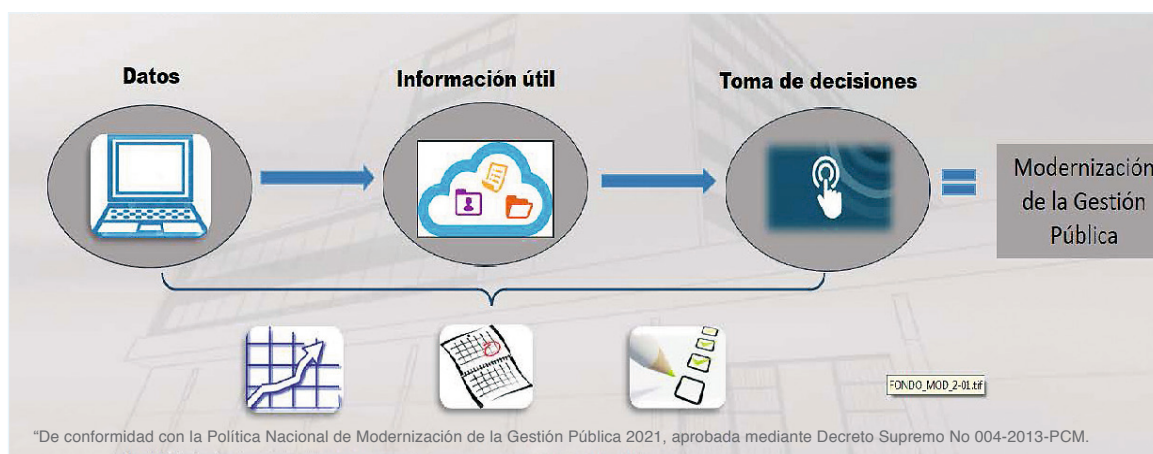 Datos
Información útil
Toma de decisiones
Modernización
de la Gestión
Pública
FONDO_MOD_2-01.tif
“De conformidad con la Política Nacional de Modernización de la Gestión Pública 2021, aprobada mediante Decreto Supremo No 004-2013-PCM.